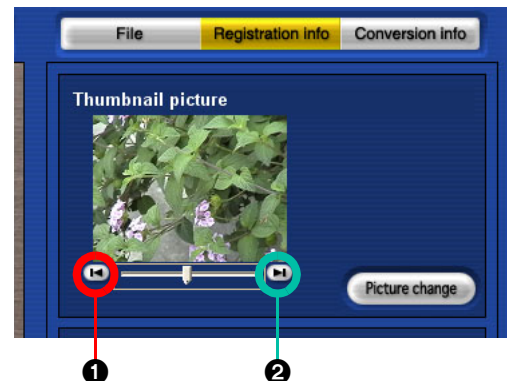 File Registration info Conversion info
Thumbnail picture
Picture change
1 2